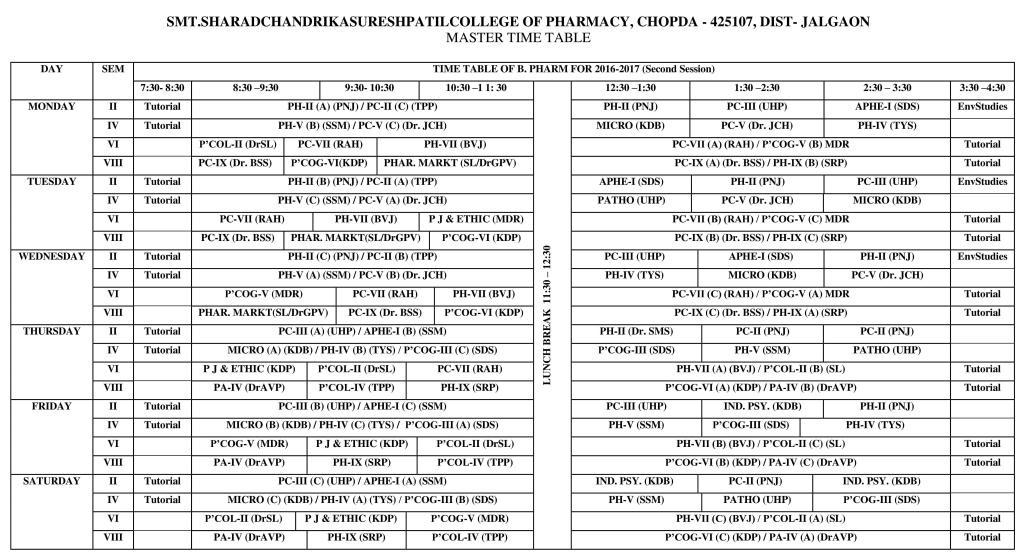 SMT.SHARADCHANDRIKASURESHPATILCOLLEGE OF PHARMACY, CHOPDA - 425107, DIST- JALGAON
MASTER TIME TABLE
DAY SEM TIME TABLE OF B. PHARM FOR 2016-2017 (Second Session)
7:30- 8:30 8:30 –9:30 9:30- 10:30 10:30 –1 1: 30 12:30 –1:30 1:30 –2:30 2:30 – 3:30 3:30 –4:30
MONDAY II Tutorial PH-II (A) (PNJ) / PC-II (C) (TPP) PH-II (PNJ) PC-III (UHP) APHE-I (SDS) EnvStudies
IV Tutorial PH-V (B) (SSM) / PC-V (C) (Dr. JCH) MICRO (KDB) PC-V (Dr. JCH) PH-IV (TYS)
VI P’COL-II (DrSL) PC-VII (RAH) PH-VII (BVJ) PC-VII (A) (RAH) / P’COG-V (B) MDR Tutorial
VIII PC-IX (Dr. BSS) P’COG-VI(KDP) PHAR. MARKT (SL/DrGPV) PC-IX (A) (Dr. BSS) / PH-IX (B) (SRP) Tutorial
TUESDAY II Tutorial PH-II (B) (PNJ) / PC-II (A) (TPP) APHE-I (SDS) PH-II (PNJ) PC-III (UHP) EnvStudies
IV Tutorial PH-V (C) (SSM) / PC-V (A) (Dr. JCH) PATHO (UHP) PC-V (Dr. JCH) MICRO (KDB)
VI PC-VII (RAH) PH-VII (BVJ) P J & ETHIC (MDR) PC-VII (B) (RAH) / P’COG-V (C) MDR Tutorial
VIII PC-IX (Dr. BSS) PHAR. MARKT(SL/DrGPV) P’COG-VI (KDP) PC-IX (B) (Dr. BSS) / PH-IX (C) (SRP) Tutorial
WEDNESDAY II Tutorial PH-II (C) (PNJ) / PC-II (B) (TPP) PC-III (UHP) APHE-I (SDS) PH-II (PNJ) EnvStudies
IV Tutorial PH-V (A) (SSM) / PC-V (B) (Dr. JCH) PH-IV (TYS) MICRO (KDB) PC-V (Dr. JCH)
VI P’COG-V (MDR) PC-VII (RAH) PH-VII (BVJ) PC-VII (C) (RAH) / P’COG-V (A) MDR Tutorial
VIII PHAR. MARKT(SL/DrGPV) PC-IX (Dr. BSS) P’COG-VI (KDP) PC-IX (C) (Dr. BSS) / PH-IX (A) (SRP) Tutorial
LUNCH BREAK 11:30 – 12:30
THURSDAY II Tutorial PC-III (A) (UHP) / APHE-I (B) (SSM) PH-II (Dr. SMS) PC-II (PNJ) PC-II (PNJ)
IV Tutorial MICRO (A) (KDB) / PH-IV (B) (TYS) / P’COG-III (C) (SDS) P’COG-III (SDS) PH-V (SSM) PATHO (UHP)
VI P J & ETHIC (KDP) P’COL-II (DrSL) PC-VII (RAH) PH-VII (A) (BVJ) / P’COL-II (B) (SL) Tutorial
VIII PA-IV (DrAVP) P’COL-IV (TPP) PH-IX (SRP) P’COG-VI (A) (KDP) / PA-IV (B) (DrAVP) Tutorial
FRIDAY II Tutorial PC-III (B) (UHP) / APHE-I (C) (SSM) PC-III (UHP) IND. PSY. (KDB) PH-II (PNJ)
IV Tutorial MICRO (B) (KDB) / PH-IV (C) (TYS) / P’COG-III (A) (SDS) PH-V (SSM) P’COG-III (SDS) PH-IV (TYS)
VI P’COG-V (MDR) P J & ETHIC (KDP) P’COL-II (DrSL) PH-VII (B) (BVJ) / P’COL-II (C) (SL) Tutorial
VIII PA-IV (DrAVP) PH-IX (SRP) P’COL-IV (TPP) P’COG-VI (B) (KDP) / PA-IV (C) (DrAVP) Tutorial
SATURDAY II Tutorial PC-III (C) (UHP) / APHE-I (A) (SSM) IND. PSY. (KDB) PC-II (PNJ) IND. PSY. (KDB)
IV Tutorial MICRO (C) (KDB) / PH-IV (A) (TYS) / P’COG-III (B) (SDS) PH-V (SSM) PATHO (UHP) P’COG-III (SDS)
VI P’COL-II (DrSL) P J & ETHIC (KDP) P’COG-V (MDR) PH-VII (C) (BVJ) / P’COL-II (A) (SL) Tutorial
VIII PA-IV (DrAVP) PH-IX (SRP) P’COL-IV (TPP) P’COG-VI (C) (KDP) / PA-IV (A) (DrAVP) Tutorial